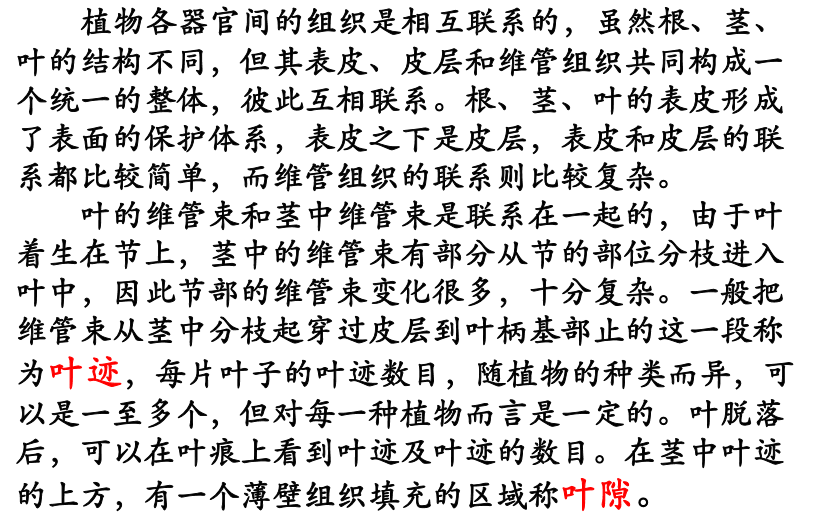 植物各器官间的组织是相互联系的，虽然根、茎、
叶的结构不同，但其表皮、皮层和维管组织共同构成一
个统一的整体，彼此互相联系。根、茎、叶的表皮形成
了表面的保护体系，表皮之下是皮层，表皮和皮层的联
系都比较简单，而维管组织的联系则比较复杂。
叶的维管束和茎中维管束是联系在一起的，由于叶
着生在节上，茎中的维管束有部分从节的部位分枝进入
叶中，因此节部的维管束变化很多，十分复杂。一般把
维管束从茎中分枝起穿过皮层到叶柄基部止的这一段称
为叶迹，每片叶子的叶迹数目，随植物的种类而异，可
以是一至多个，但对每一种植物而言是一定的。叶脱落
后，可以在叶痕上看到叶迹及叶迹的数目。在茎中叶迹
的上方，有一个薄壁组织填充的区域称叶隙。